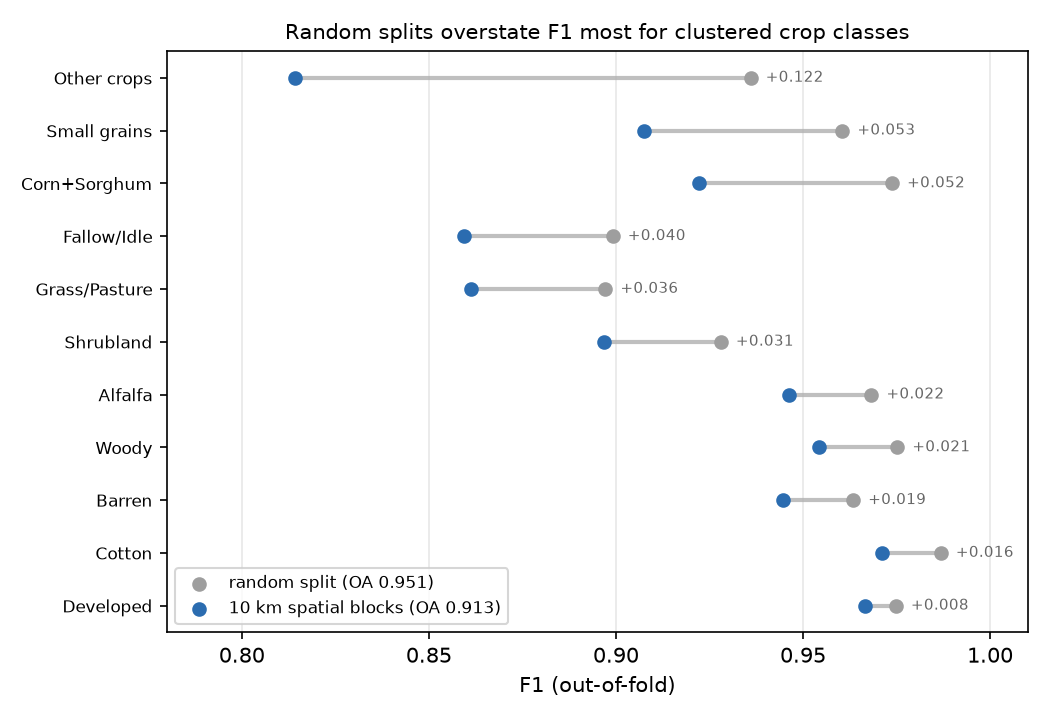 Random splits overstate F1 most for clustered crop classes
Other crops
+0.122
Small grains
+0.053
Corn+Sorghum
+0.052
Fallow/Idle
+0.040
Grass/Pasture
+0.036
Shrubland
+0.031
Alfalfa
+0.022
Woody
+0.021
Barren
+0.019
Cotton
+0.016
Developed
+0.008
random split (OA 0.951)
10 km spatial blocks (OA 0.913)
0.80
0.85
0.90
0.95
1.00
F1 (out-of-fold)